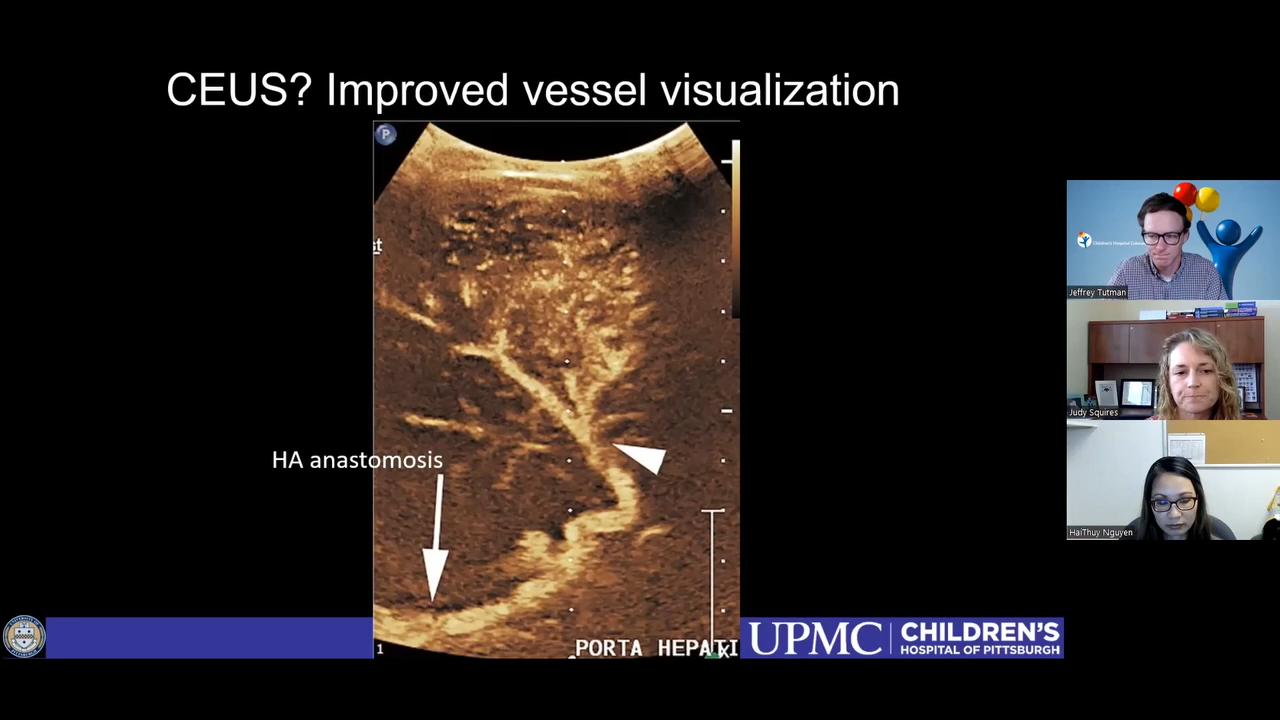 CEUS? Improved vessel visualization
P
st
HA anastomosis
1
PORTA HEPATI
UPMC
CHILDREN'S
HOSPITAL OF PITTSBURGH
Jeffrey Tutman
Judy Squires
HaiThuy Nguyen